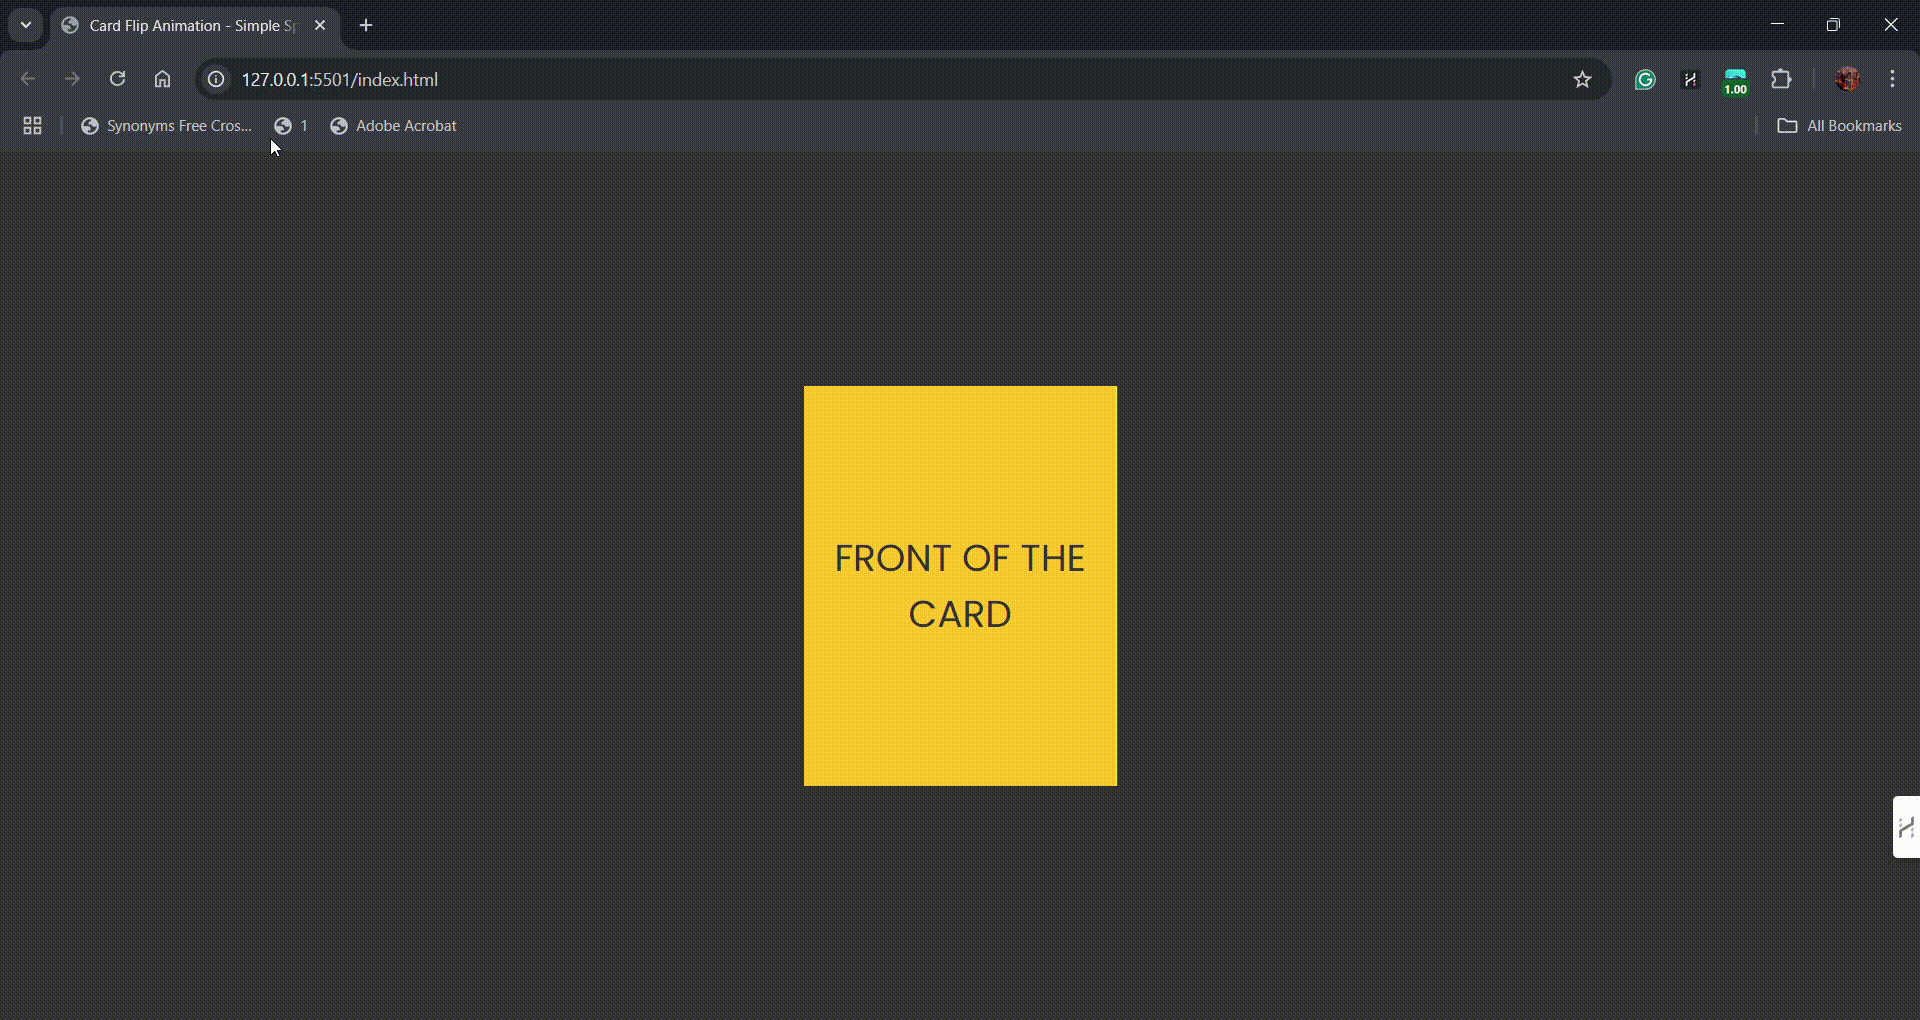 Card Flip Animation - Simple Sp
127.0.0.1:5501/index.html
1.00
Synonyms Free Cros...
1
Adobe Acrobat
All Bookmarks
FRONT OF THE
CARD